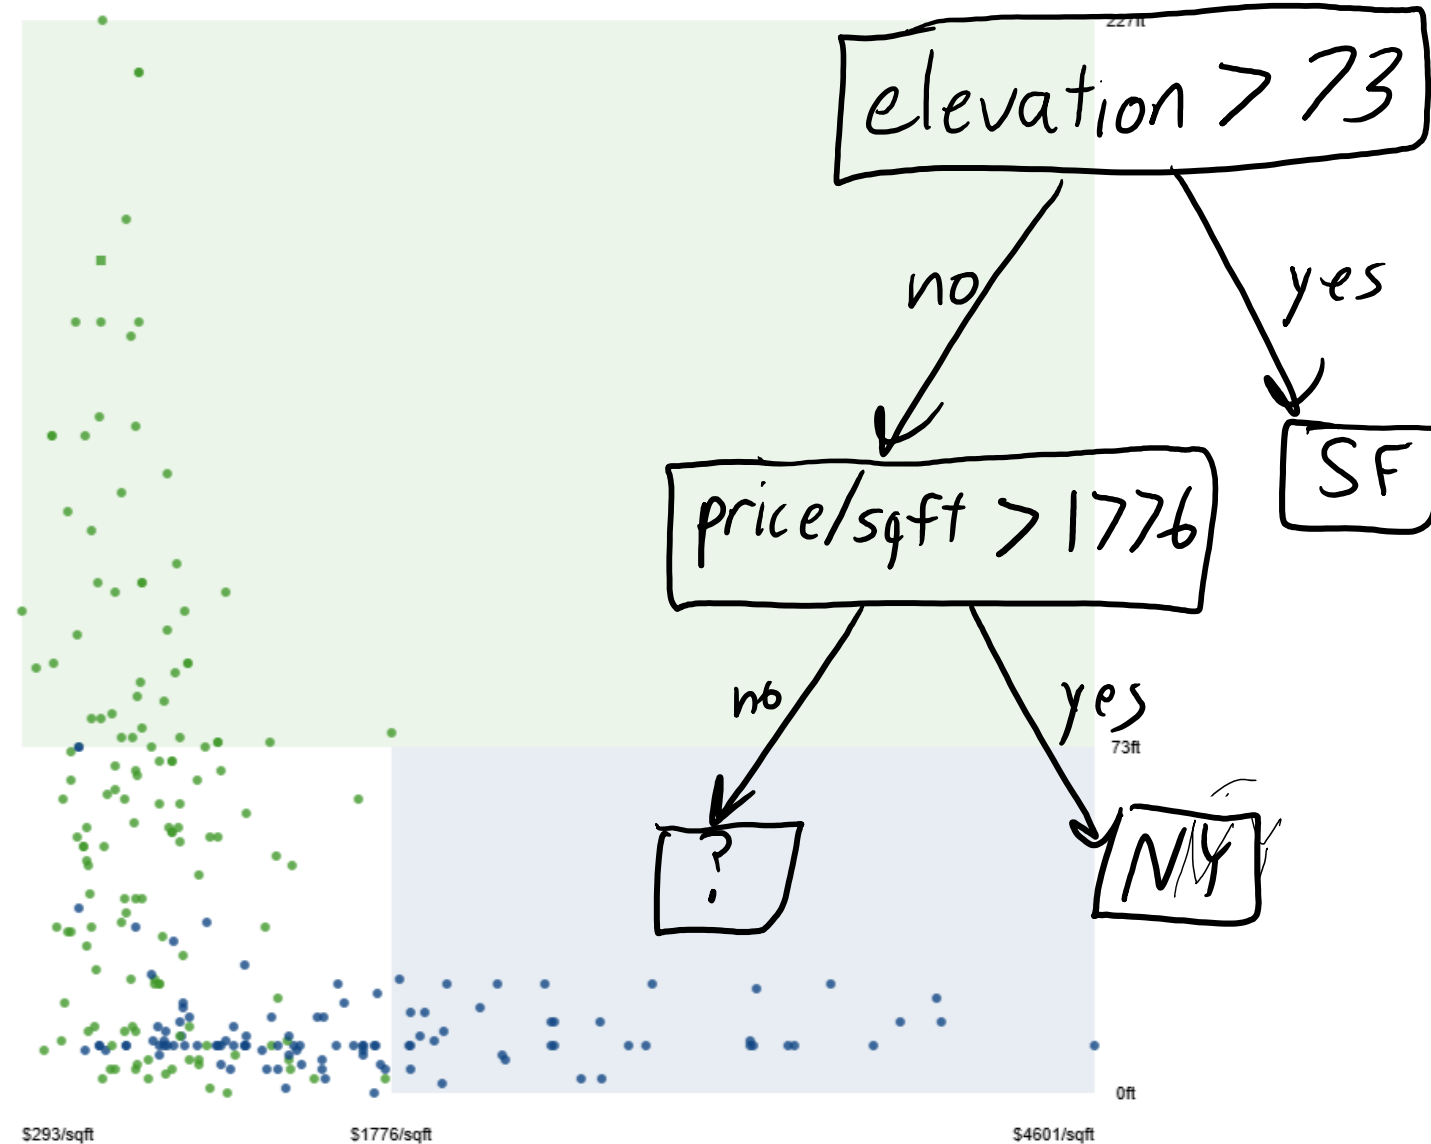 227ft
elevation > 73
no
yes
SF
price/sqft > 1776
no
yes
73ft
?
NY
0ft
$293/sqft
$1776/sqft
$4601/sqft